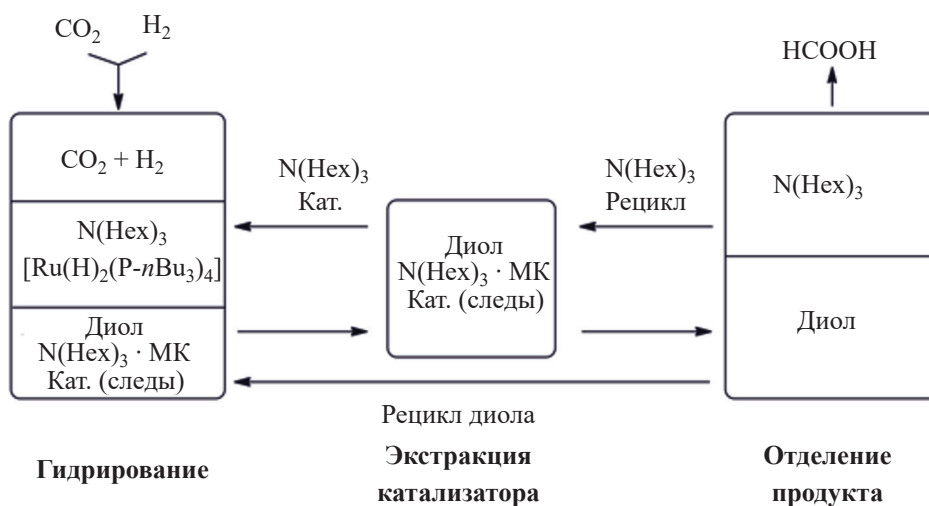 CO₂ H₂
HCOOH
CO₂ + H₂
N(Hex)₃
[Ru(H)₂(P-nBu₃)₄]
Диол
N(Hex)₃ · МК
Кат. (следы)
N(Hex)₃
Кат.
Диол
N(Hex)₃ · МК
Кат. (следы)
N(Hex)₃
Рецикл
N(Hex)₃
Диол
Рецикл диола
Гидрирование
Экстракция
катализатора
Отделение
продукта